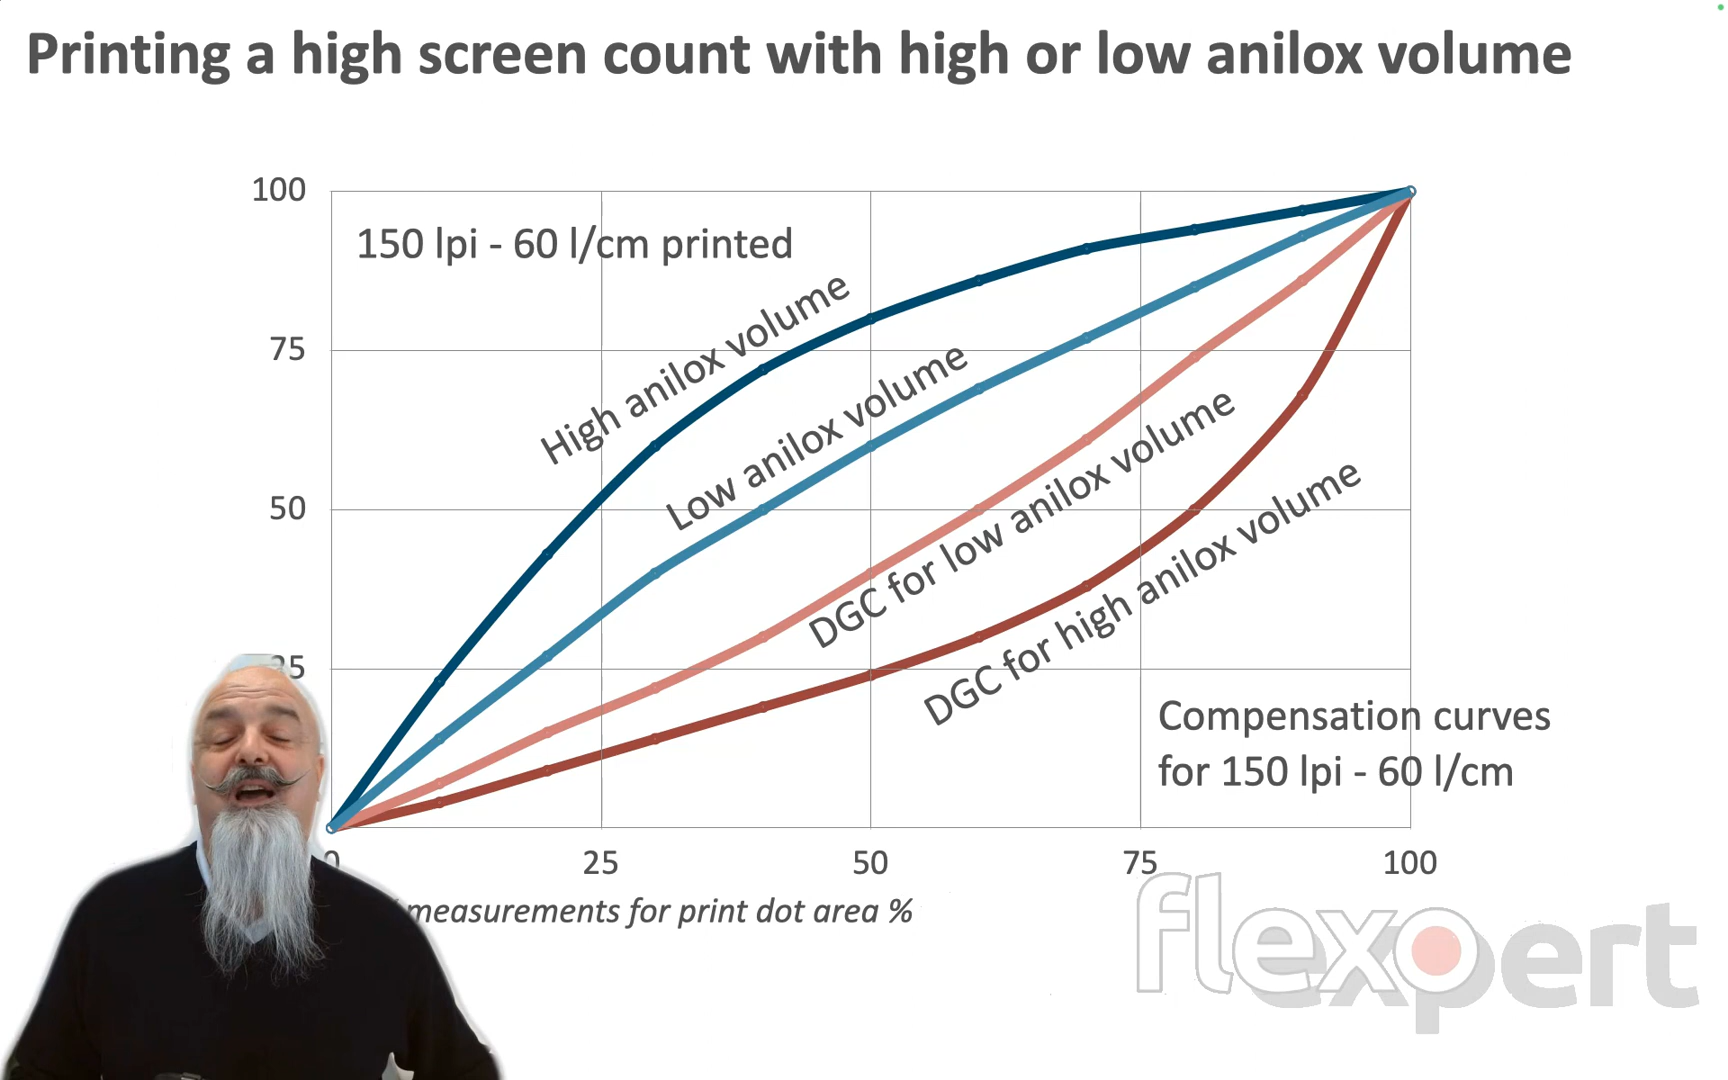 Printing a high screen count with high or low anilox volume
100
150 lpi - 60 l/cm printed
High anilox volume
75
Low anilox volume
DGC for low anilox volume
50
DGC for high anilox volume
Compensation curves
for 150 lpi - 60 l/cm
25 50 75 100
measurements for print dot area %
flexpert